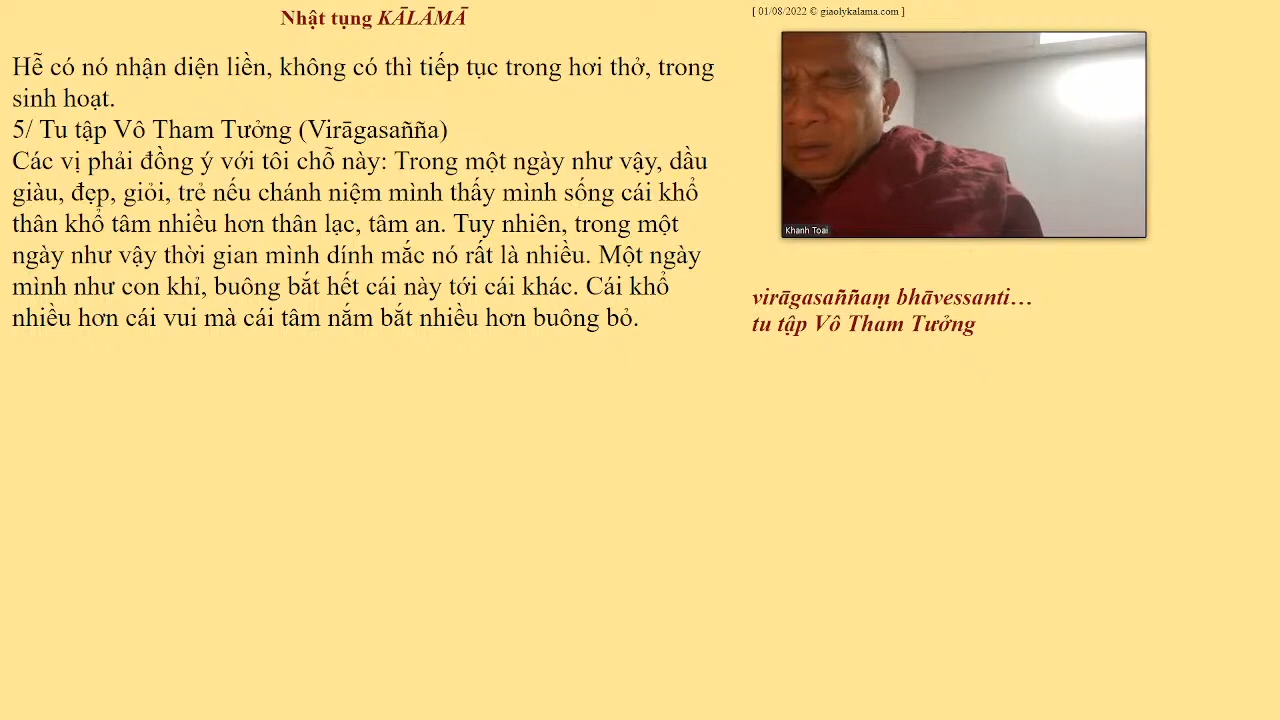 Nhật tụng KĀLĀMĀ
Hễ có nó nhận diện liền, không có thì tiếp tục trong hơi thở, trong
sinh hoạt.
5/ Tu tập Vô Tham Tưởng (Virāgasañña)
Các vị phải đồng ý với tôi chỗ này: Trong một ngày như vậy, dầu
giàu, đẹp, giỏi, trẻ nếu chánh niệm mình thấy mình sống cái khổ
thân khổ tâm nhiều hơn thân lạc, tâm an. Tuy nhiên, trong một
ngày như vậy thời gian mình dính mắc nó rất là nhiều. Một ngày
mình như con khỉ, buông bắt hết cái này tới cái khác. Cái khổ
nhiều hơn cái vui mà cái tâm nắm bắt nhiều hơn buông bỏ.
[ 01/08/2022 © giaolykalama.com ]
Khanh Toai
virāgasaññaṃ bhāvessanti…
tu tập Vô Tham Tưởng